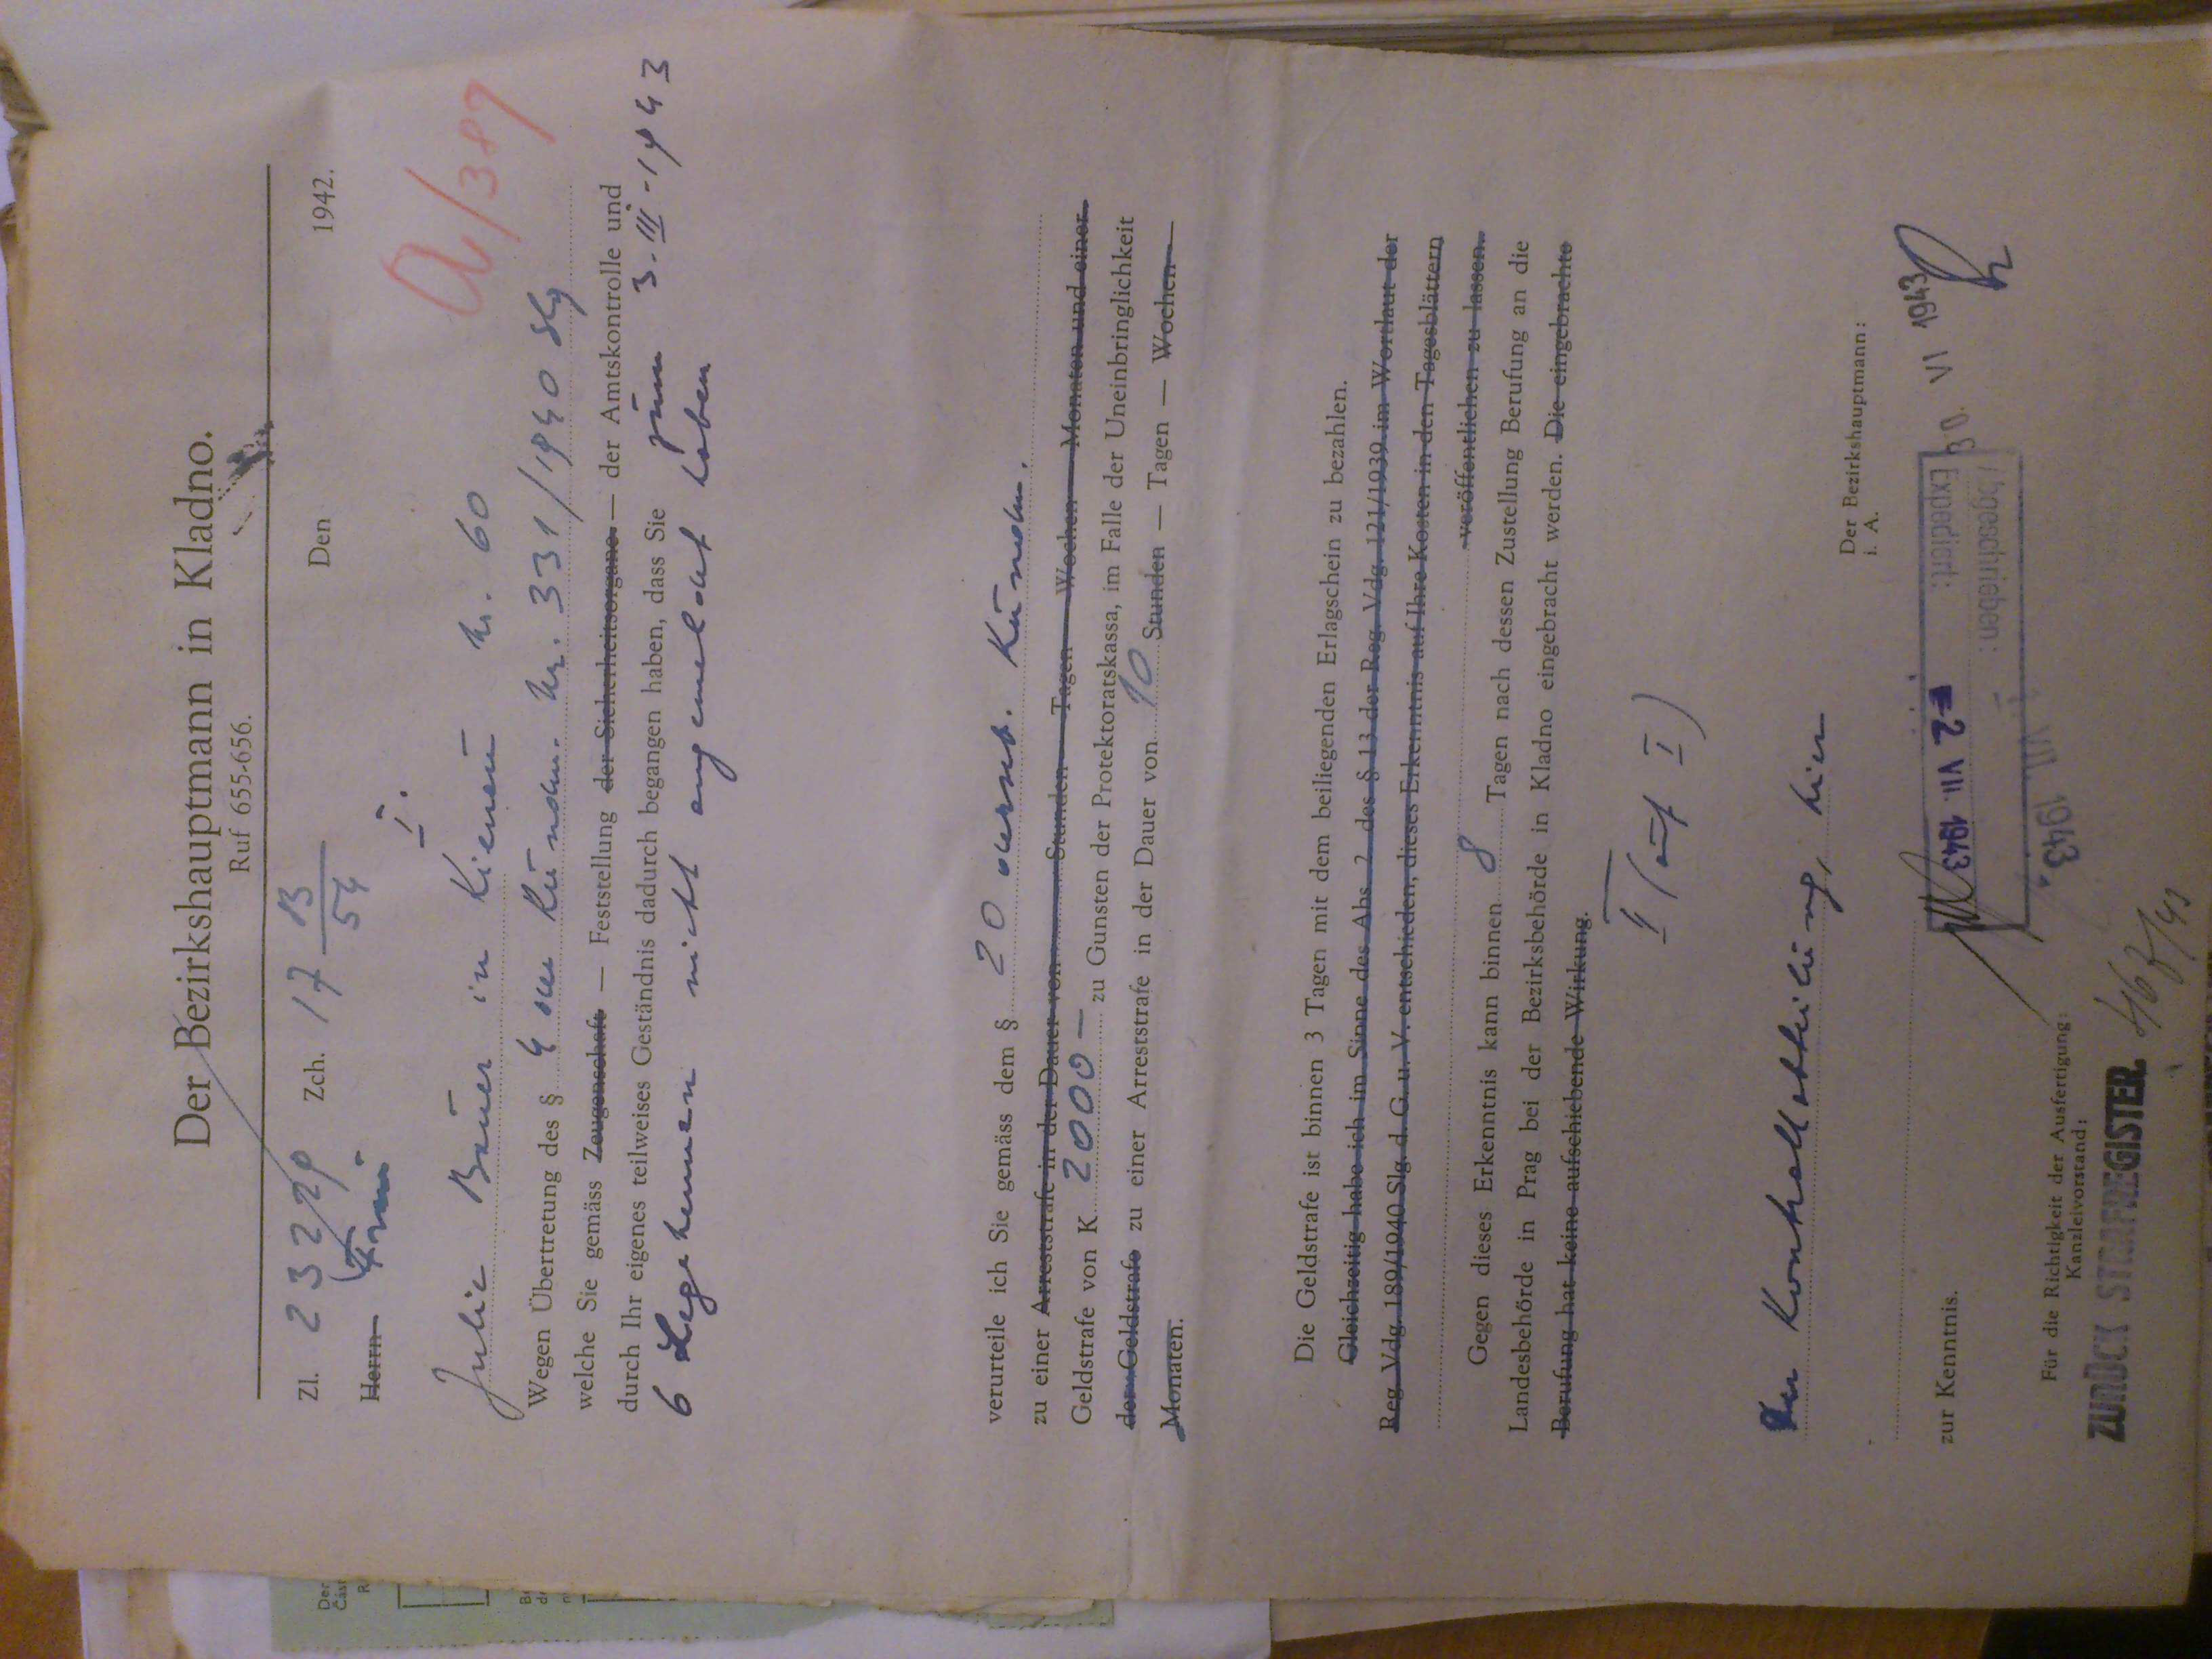 Der Bezirkshauptmann in Kladno.
Ruf 655-656.
Zl. 23229 Zch. 17 B/54 Den 1942.
Herrn Frau
I.
Julie Bauer in Kienau Nr. 60
A/389
Wegen Übertretung des § 4 der Kundm. Nr. 331/1940 Slg
welche Sie gemäss Zeugenschaft — Feststellung der Sicherheitsorgane — der Amtskontrolle und
durch Ihr eigenes teilweises Geständnis dadurch begangen haben, dass Sie zum 3. III. 1943
6 Legehennen nicht angemeldet haben
verurteile ich Sie gemäss dem § 20 derselb. Kundm.
zu einer Arreststrafe in der Dauer von Stunden Tagen Wochen Monaten und einer
Geldstrafe von K 2000 — zu Gunsten der Protektoratskassa, im Falle der Uneinbringlichkeit
der Geldstrafe zu einer Arreststrafe in der Dauer von 10 Stunden — Tagen — Wochen —
Monaten.
Die Geldstrafe ist binnen 3 Tagen mit dem beiliegenden Erlagschein zu bezahlen.
Gleichzeitig habe ich im Sinne des Abs. 2 des § 13 der Reg. Vdg. 121/1939 im Wortlaut der
Reg. Vdg. 189/1940 Slg. d. G. u. V. entschieden, dieses Erkenntnis auf Ihre Kosten in den Tagesblättern
veröffentlichen zu lassen.
Gegen dieses Erkenntnis kann binnen 8 Tagen nach dessen Zustellung Berufung an die
Landesbehörde in Prag bei der Bezirksbehörde in Kladno eingebracht werden. Die eingebrachte
Berufung hat keine aufschiebende Wirkung.
II (auf I)
Der Kontrollabteilung, hier
Der Bezirkshauptmann:
i. A.
30. VI 1943
zur Kenntnis.
Expediert: 2 VII. 1943
Abgeschrieben:
VII. 1943
Für die Richtigkeit der Ausfertigung:
Kanzleivorstand:
ZURÜCK STRAFREGISTER.